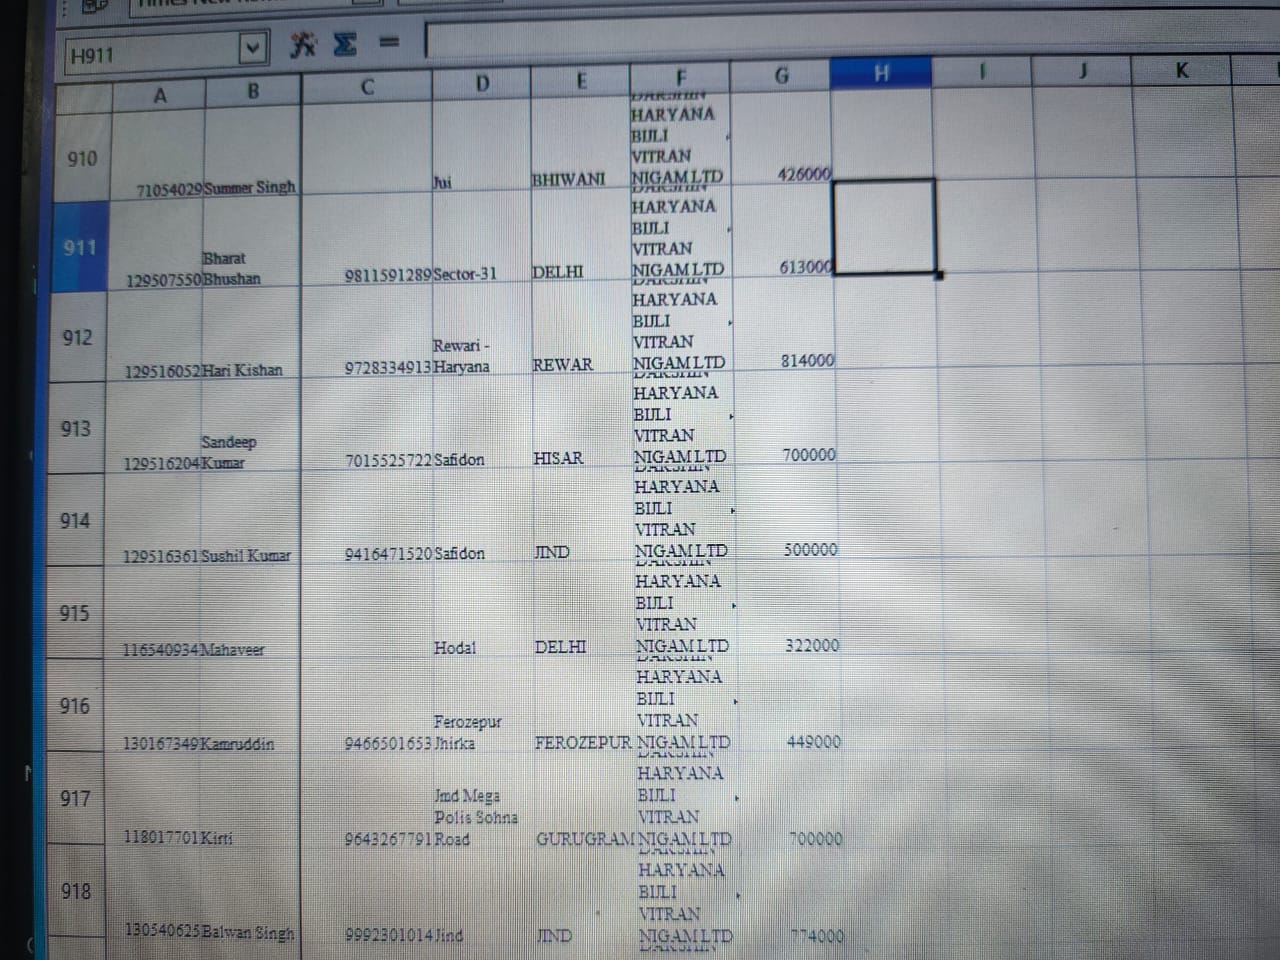 H911 =
A B C D E F G H I J K
HARYANA
BIJLI
VITRAN
910 71054029 Summer Singh Jui BHIWANI NIGAM LTD 426000
HARYANA
BIJLI
911 Bharat VITRAN
129507550 Bhushan 9811591289 Sector-31 DELHI NIGAM LTD 613000
HARYANA
BIJLI
912 Rewari - VITRAN
129516052 Hari Kishan 9728334913 Haryana REWAR NIGAM LTD 814000
HARYANA
BIJLI
913 Sandeep VITRAN
129516204 Kumar 7015525722 Safidon HISAR NIGAM LTD 700000
HARYANA
BIJLI
914 VITRAN
129516361 Sushil Kumar 9416471520 Safidon JIND NIGAM LTD 500000
HARYANA
BIJLI
915 VITRAN
116540934 Mahaveer Hodal DELHI NIGAM LTD 322000
HARYANA
BIJLI
916 Ferozepur VITRAN
130167349 Kamruddin 9466501653 Jhirka FEROZEPUR NIGAM LTD 449000
HARYANA
917 Jmd Mega BIJLI
Polis Sohna VITRAN
118017701 Kirti 9643267791 Road GURUGRAM NIGAM LTD 700000
HARYANA
918 BIJLI
VITRAN
130540625 Balwan Singh 9992301014 Jind JIND NIGAM LTD 774000